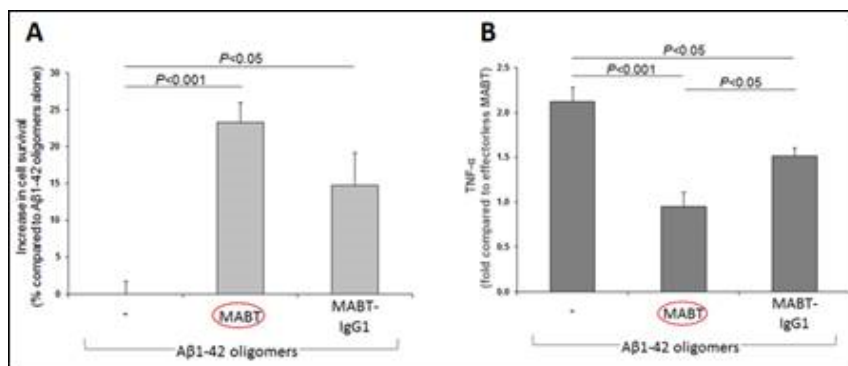 A
P<0.05
P<0.001
Increase in cell survival
(% compared to Aβ1-42 oligomers alone)
30
25
20
15
10
5
0
-
MABT
MABT-
IgG1
Aβ1-42 oligomers
B
P<0.05
P<0.001
P<0.05
TNF-α
(fold compared to effectorless MABT)
2.5
2.0
1.5
1.0
0.5
0.0
-
MABT
MABT-
IgG1
Aβ1-42 oligomers